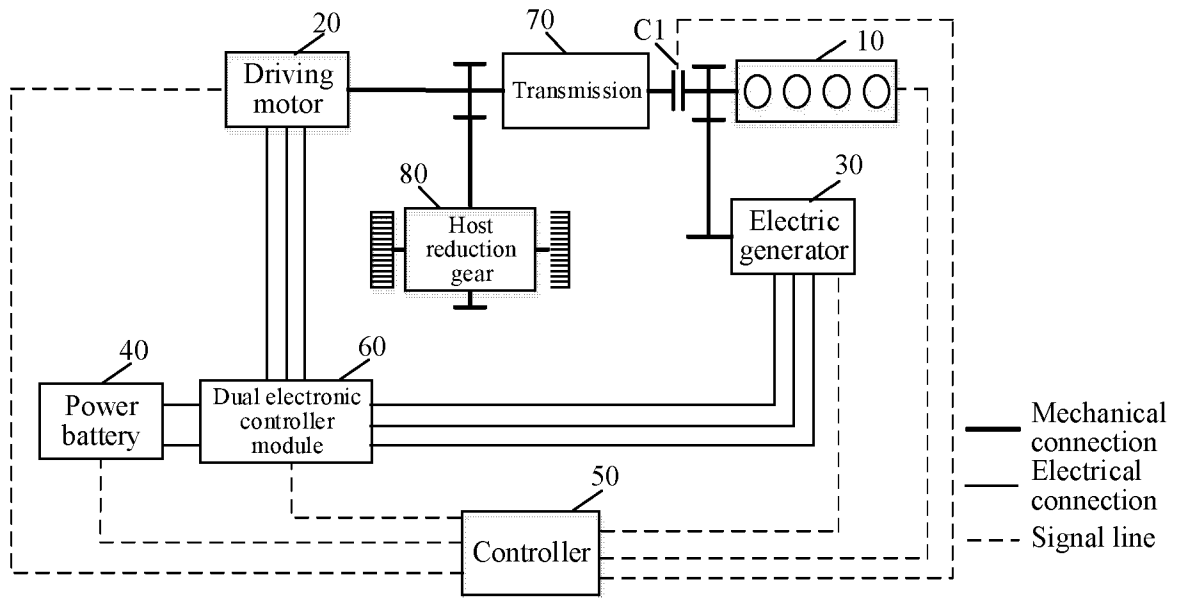 20
Driving
motor
70
Transmission
C1
10
80
Host
reduction
gear
30
Electric
generator
40
Power
battery
60
Dual electronic
controller
module
50
Controller
Mechanical
connection
Electrical
connection
Signal line